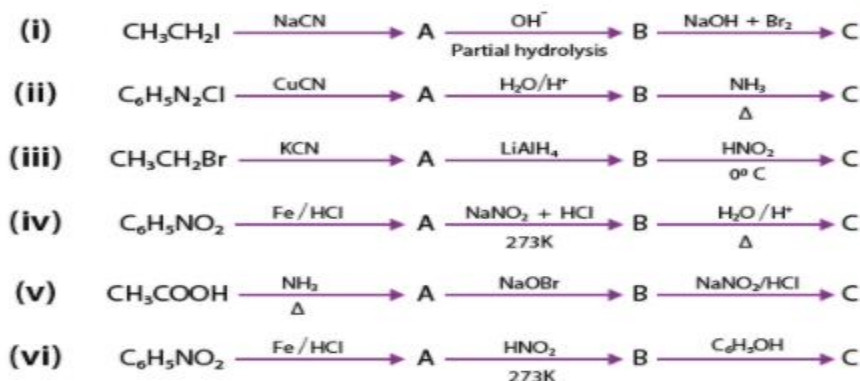 (i) CH₃CH₂I NaCN A OH⁻ Partial hydrolysis B NaOH + Br₂ C
(ii) C₆H₅N₂Cl CuCN A H₂O/H⁺ B NH₃ Δ C
(iii) CH₃CH₂Br KCN A LiAlH₄ B HNO₂ 0⁰ C C
(iv) C₆H₅NO₂ Fe/HCl A NaNO₂ + HCl 273K B H₂O/H⁺ Δ C
(v) CH₃COOH NH₃ Δ A NaOBr B NaNO₂/HCl C
(vi) C₆H₅NO₂ Fe/HCl A HNO₂ 273K B C₆H₅OH C